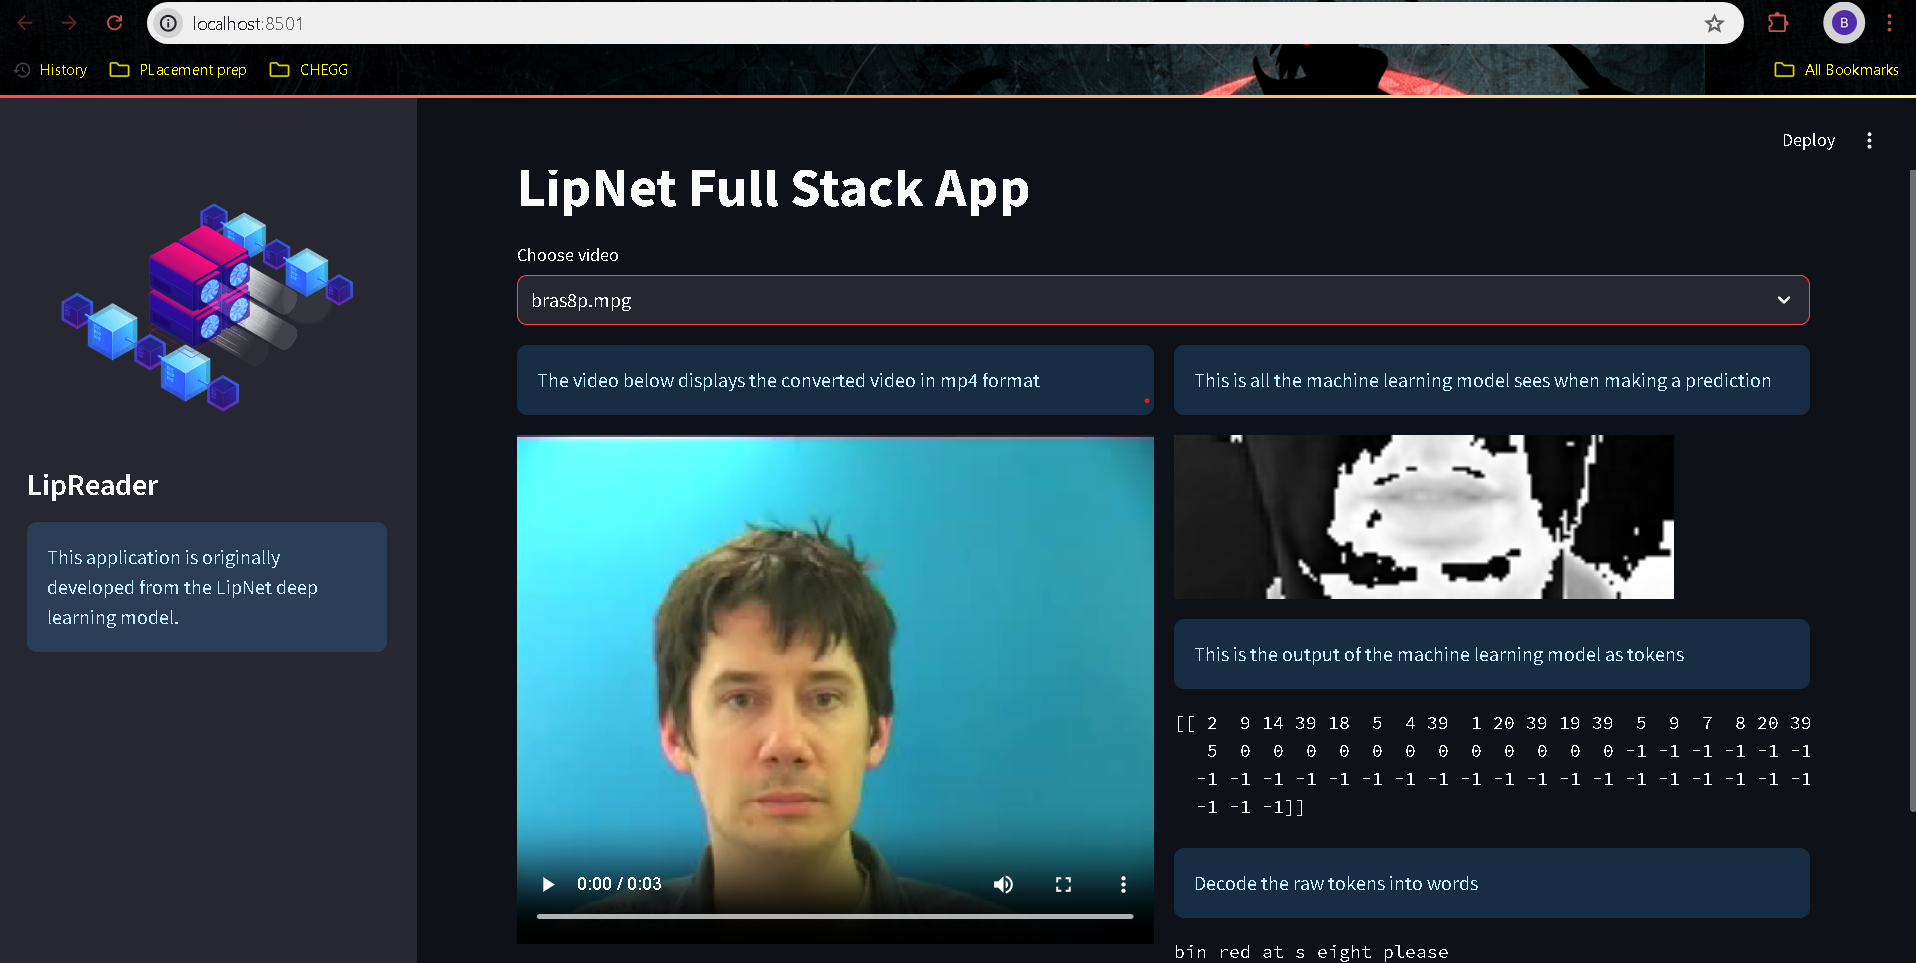 localhost:8501
B
History
PLacement prep
CHEGG
All Bookmarks
Deploy
LipNet Full Stack App
Choose video
bras8p.mpg
LipReader
This application is originally
developed from the LipNet deep
learning model.
The video below displays the converted video in mp4 format
0:00 / 0:03
This is all the machine learning model sees when making a prediction
This is the output of the machine learning model as tokens
[[ 2 9 14 39 18 5 4 39 1 20 39 19 39 5 9 7 8 20 39
5 0 0 0 0 0 0 0 0 0 0 0 0 -1 -1 -1 -1 -1 -1
-1 -1 -1 -1 -1 -1 -1 -1 -1 -1 -1 -1 -1 -1 -1 -1 -1 -1 -1
-1 -1 -1]]
Decode the raw tokens into words
bin red at s eight please